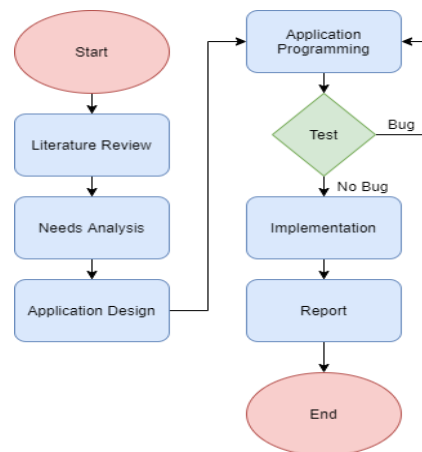 Start
Literature Review
Needs Analysis
Application Design
Application
Programming
Test
Bug
No Bug
Implementation
Report
End